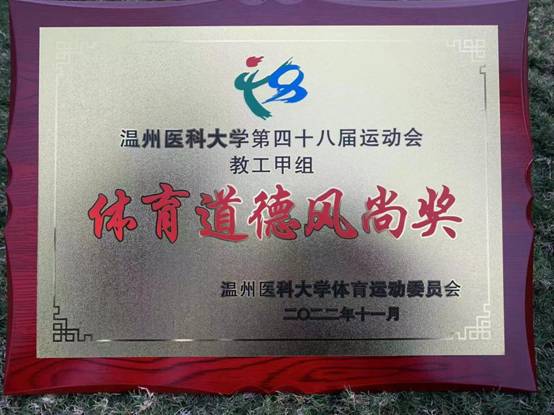 温州医科大学第四十八届运动会
教工甲组
体育道德风尚奖
温州医科大学体育运动委员会
二〇二二年十一月